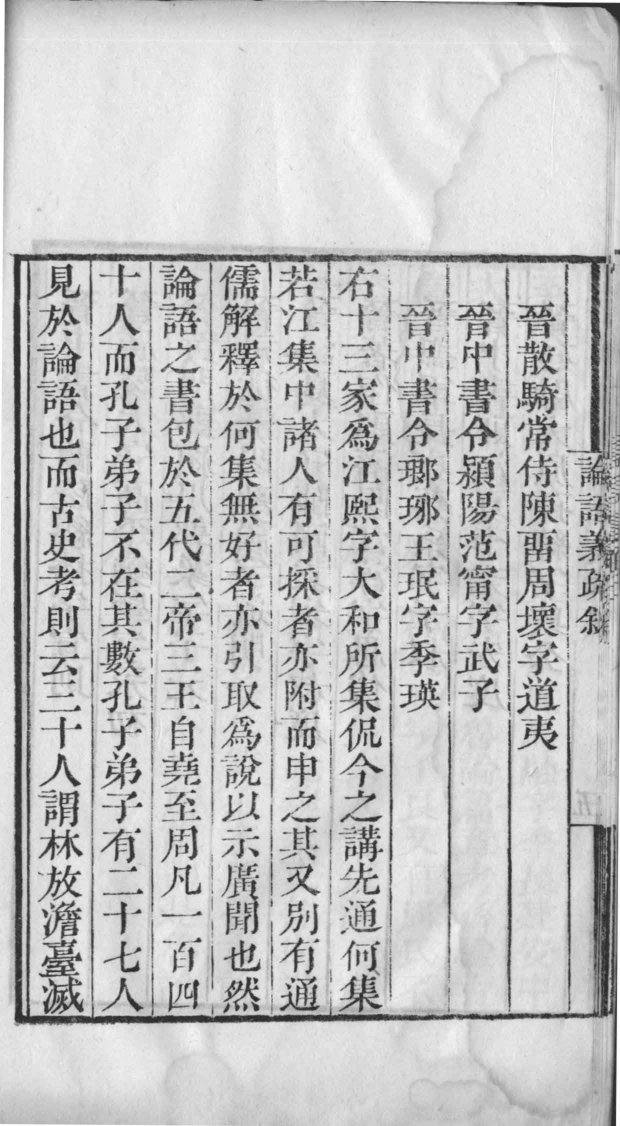 論語義疏敘
晉散騎常侍陳畱周壞字道夷
晉中書令潁陽范甯字武子
晉中書令瑯琊王珉字季瑛
右十三家爲江熙字大和所集侃今之講先通何集
若江集中諸人有可採者亦附而申之其又別有通
儒解釋於何集無好者亦引取爲說以示廣聞也然
論語之書包於五代二帝三王自堯至周凡一百四
十人而孔子弟子不在其數孔子弟子有二十七人
見於論語也而古史考則云三十人謂林放澹臺滅